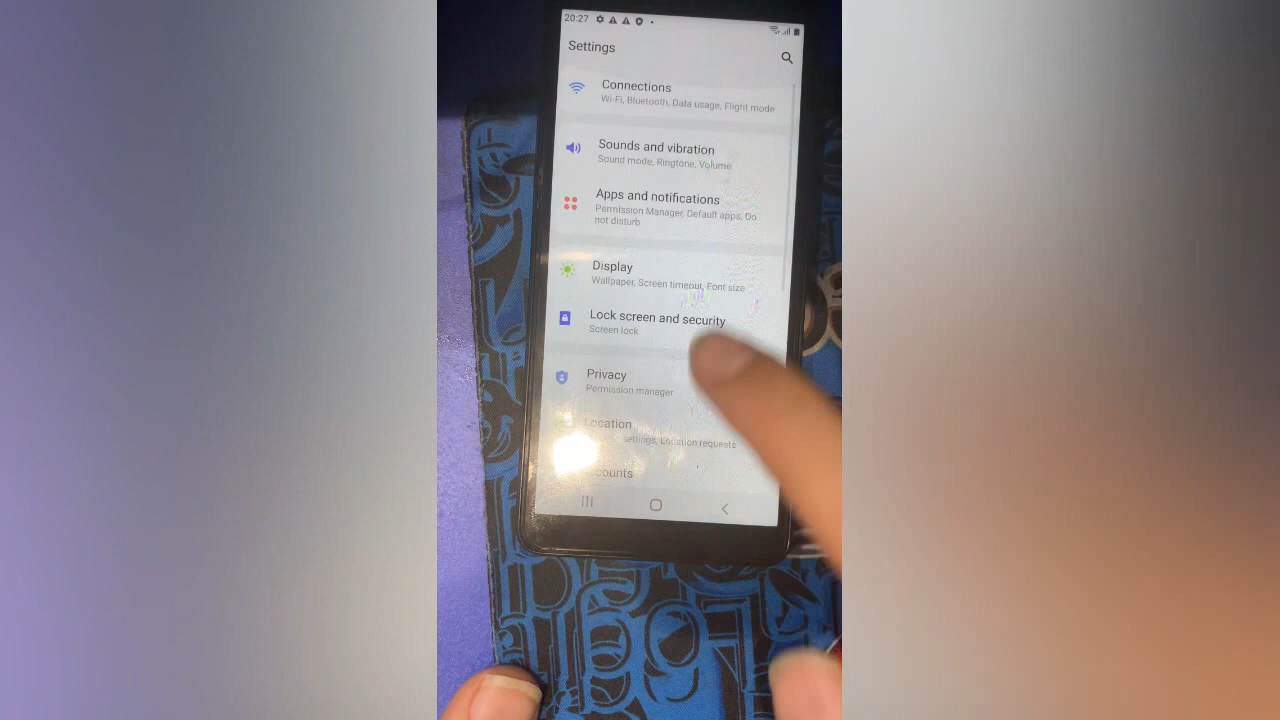 20:27
Settings
Connections
Wi-Fi, Bluetooth, Data usage, Flight mode
Sounds and vibration
Sound mode, Ringtone, Volume
Apps and notifications
Permission Manager, Default apps, Do
not disturb
Display
Wallpaper, Screen timeout, Font size
Lock screen and security
Screen lock
Privacy
Permission manager
Location
settings, Location requests
counts